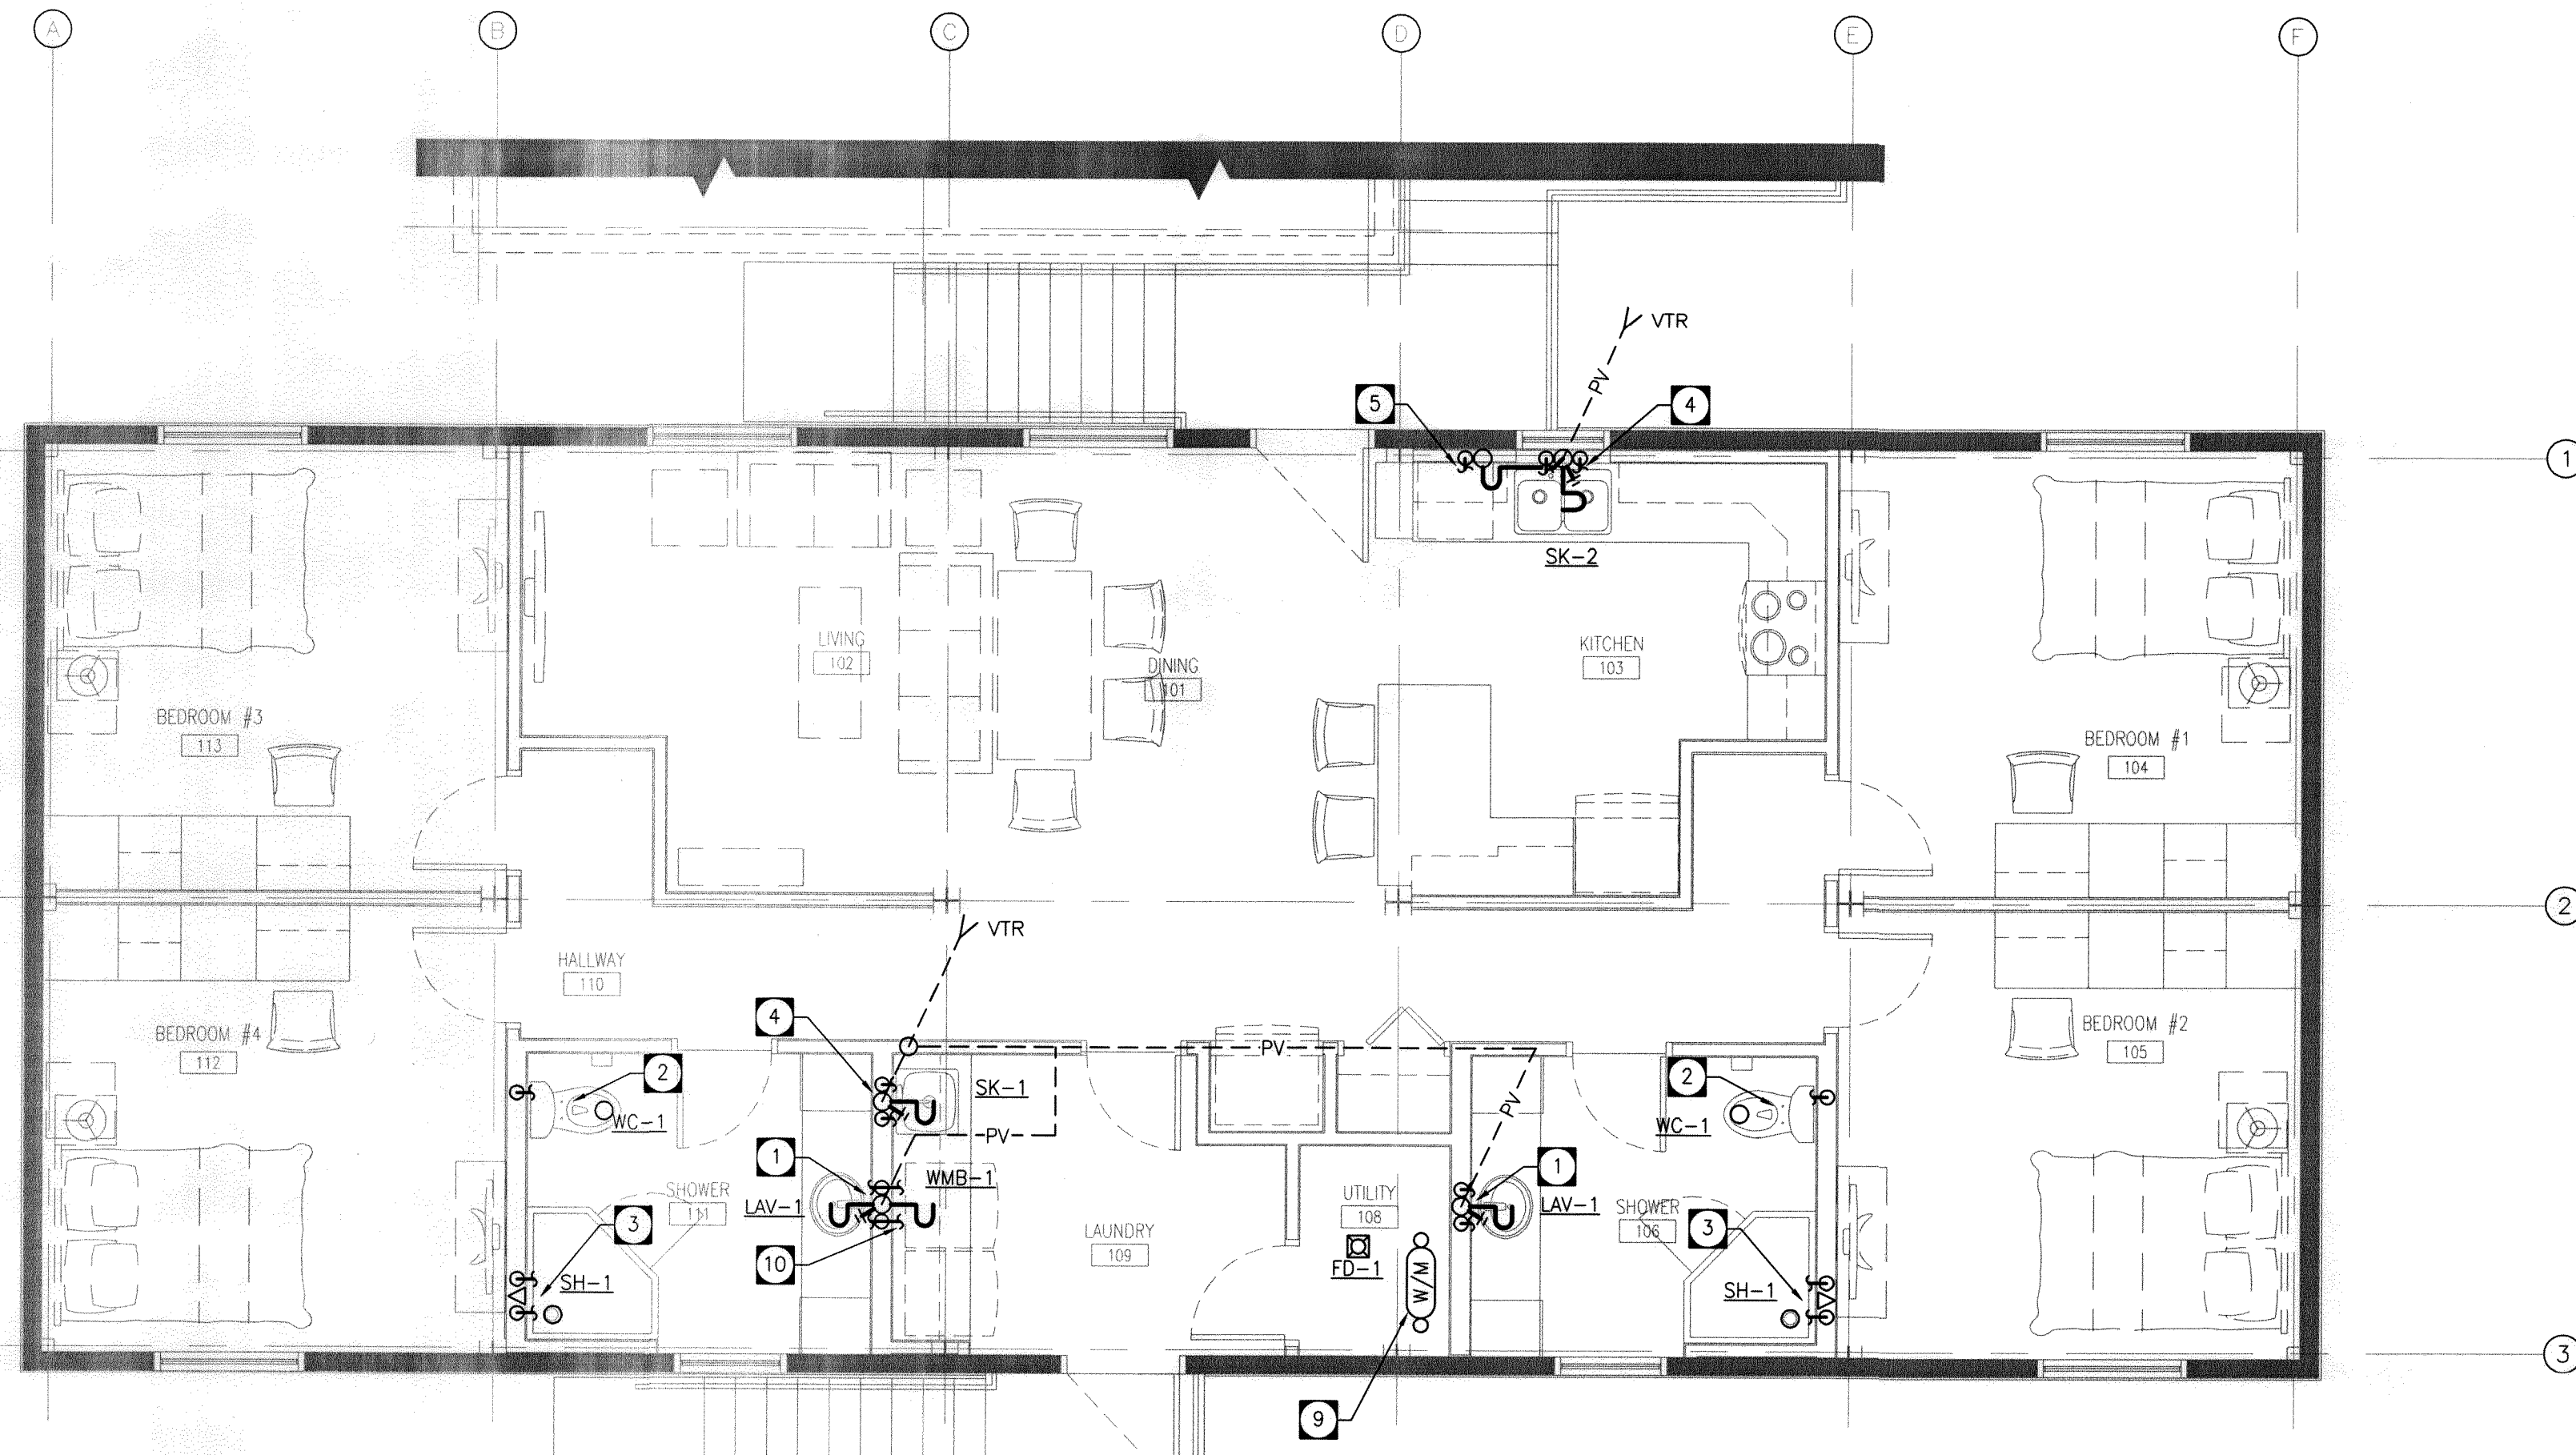 A
B
C
D
E
F
VTR
PV
5
4
1
SK-2
LIVING
102
DINING
101
KITCHEN
103
BEDROOM #3
113
BEDROOM #1
104
2
VTR
HALLWAY
110
BEDROOM #4
112
BEDROOM #2
105
4
PV
2
WC-1
SK-1
PV
PV
2
WC-1
1
WMB-1
1
LAV-1
SHOWER
111
LAV-1
UTILITY
108
SHOWER
106
3
3
LAUNDRY
109
10
FD-1
W/M
SH-1
SH-1
3
9